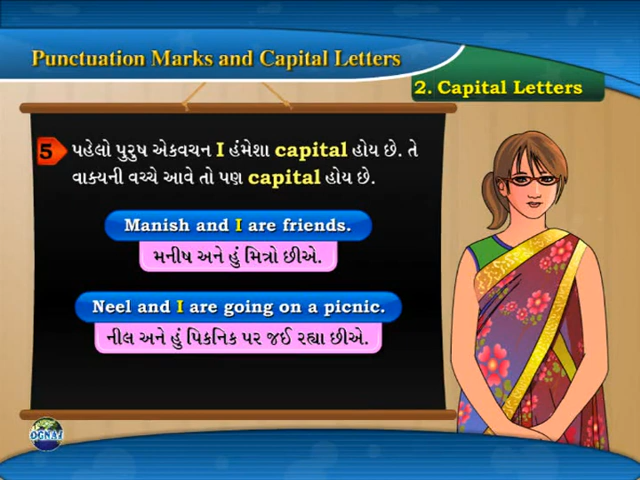 Punctuation Marks and Capital Letters
2. Capital Letters
5 પહેલો પુરુષ એકવચન I હંમેશા capital હોય છે. તે
વાક્યની વચ્ચે આવે તો પણ capital હોય છે.
Manish and I are friends.
મનીષ અને હું મિત્રો છીએ.
Neel and I are going on a picnic.
નીલ અને હું પિકનિક પર જઈ રહ્યા છીએ.